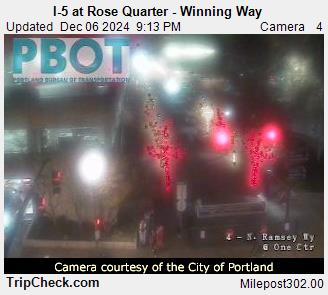 I-5 at Rose Quarter - Winning Way
Updated Dec 06 2024 9:13 PM Camera 4
PBOT
PORTLAND BUREAU OF TRANSPORTATION
4 - N. Ramsey Wy
@ One Ctr
Camera courtesy of the City of Portland
TripCheck.com Milepost302.00